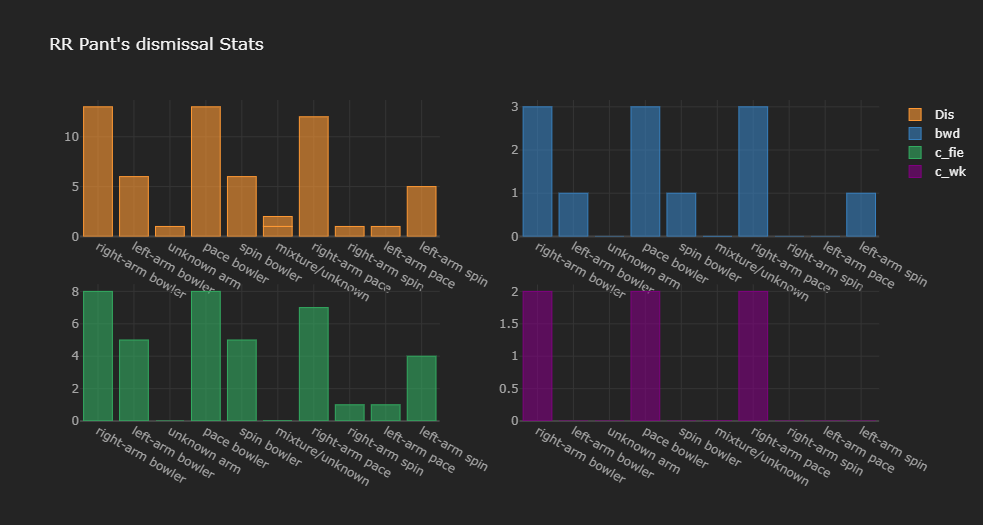 RR Pant's dismissal Stats
10
5
0
right-arm bowler
left-arm bowler
unknown arm
pace bowler
spin bowler
mixture/unknown
right-arm pace
right-arm spin
left-arm pace
left-arm spin
3
2
1
0
right-arm bowler
left-arm bowler
unknown arm
pace bowler
spin bowler
mixture/unknown
right-arm pace
right-arm spin
left-arm pace
left-arm spin
Dis
bwd
c_fie
c_wk
8
6
4
2
0
right-arm bowler
left-arm bowler
unknown arm
pace bowler
spin bowler
mixture/unknown
right-arm pace
right-arm spin
left-arm pace
left-arm spin
2
1.5
1
0.5
0
right-arm bowler
left-arm bowler
unknown arm
pace bowler
spin bowler
mixture/unknown
right-arm pace
right-arm spin
left-arm pace
left-arm spin